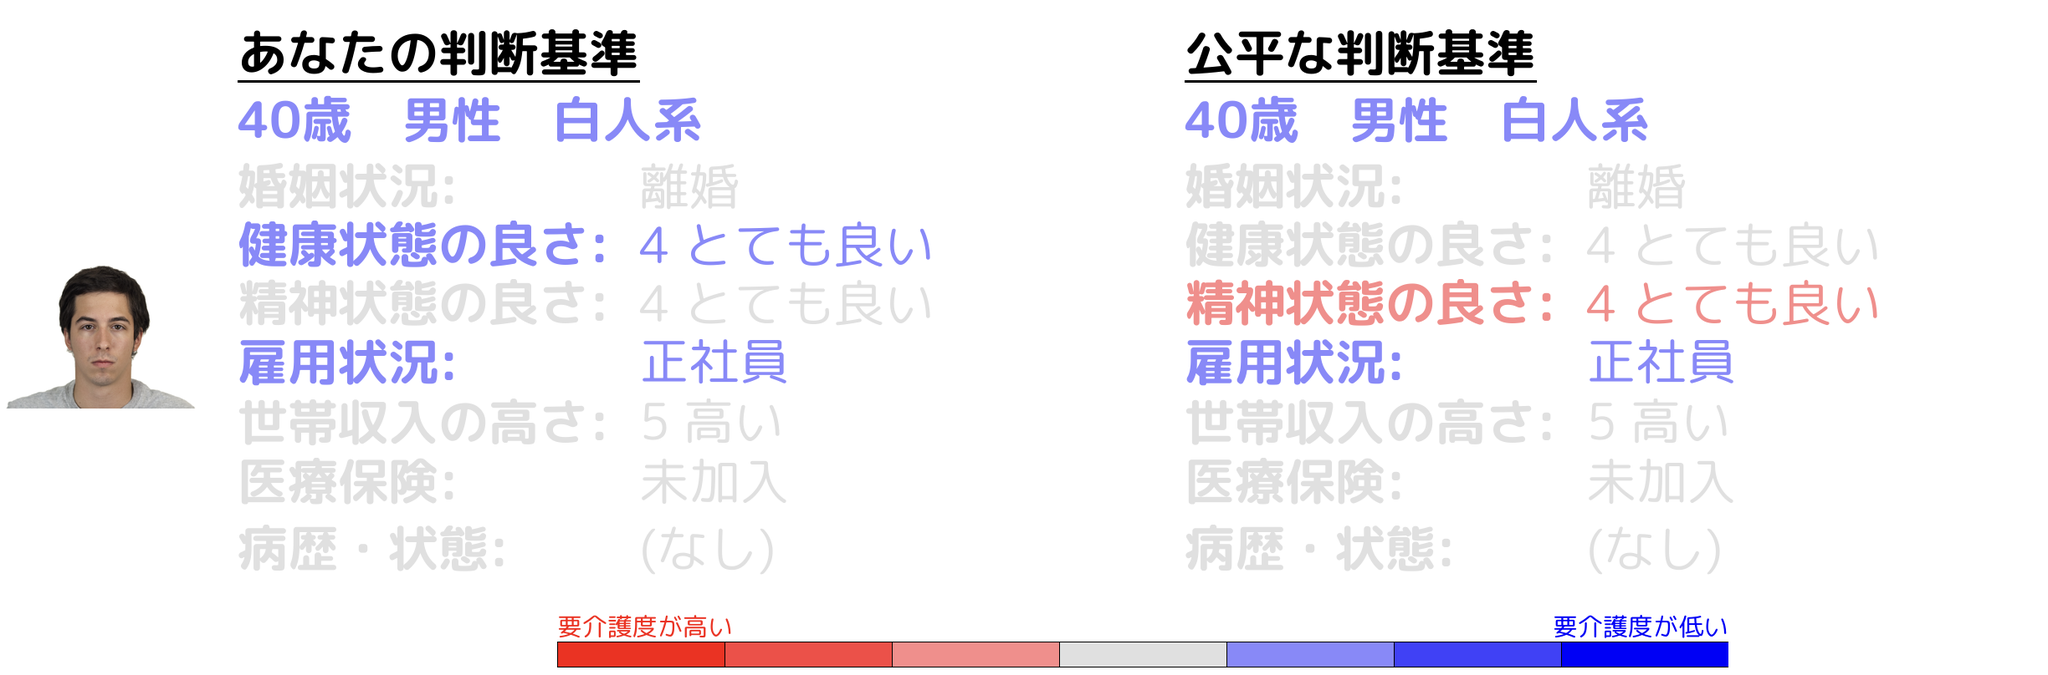 あなたの判断基準
40歳 男性 白人系
婚姻状況: 離婚
健康状態の良さ: 4 とても良い
精神状態の良さ: 4 とても良い
雇用状況: 正社員
世帯収入の高さ: 5 高い
医療保険: 未加入
病歴・状態: (なし)
公平な判断基準
40歳 男性 白人系
婚姻状況: 離婚
健康状態の良さ: 4 とても良い
精神状態の良さ: 4 とても良い
雇用状況: 正社員
世帯収入の高さ: 5 高い
医療保険: 未加入
病歴・状態: (なし)
要介護度が高い
要介護度が低い